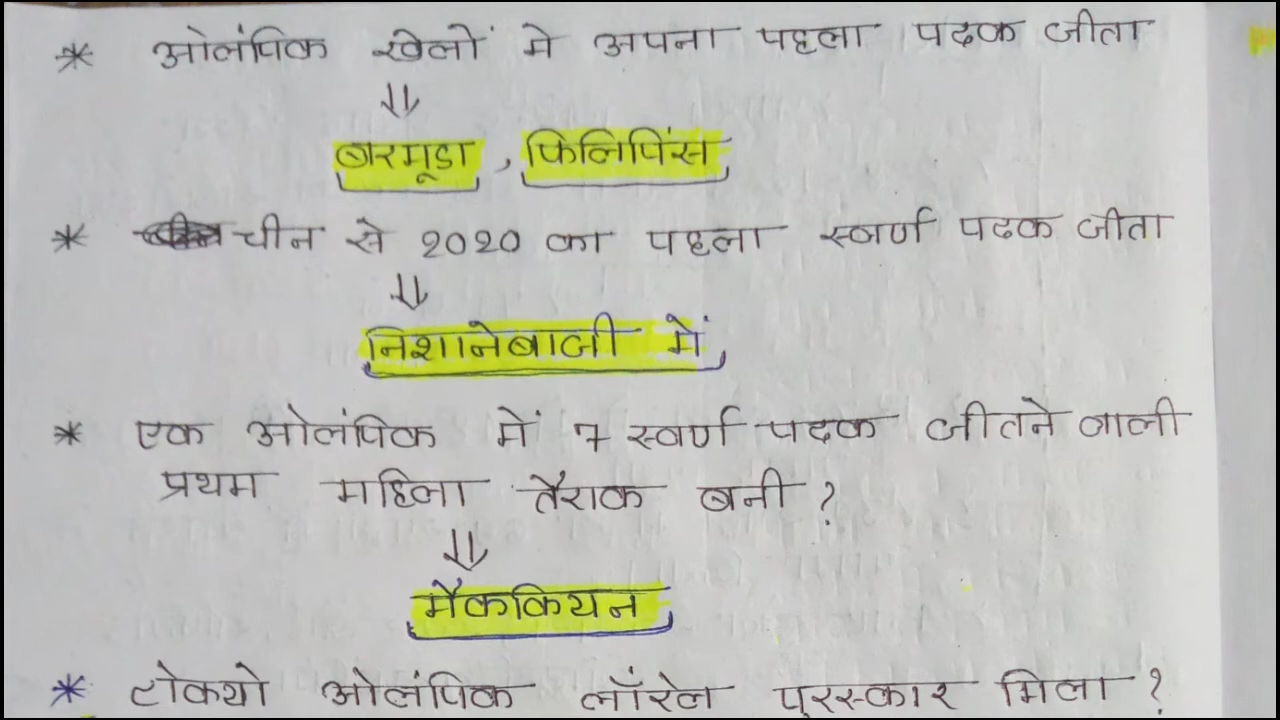 * ओलंपिक खेलों मे अपना पहला पदक जीता
⇓
बारमूडा , फिलिपिंस
* चीन से 2020 का पहला स्वर्ण पदक जीता
⇓
निशानेबाजी में
* एक ओलंपिक में 7 स्वर्ण पदक जीतने वाली
प्रथम महिला तैराक बनी ?
⇓
मैककियन
* टोक्यो ओलंपिक लॉरेल पुरस्कार मिला ?